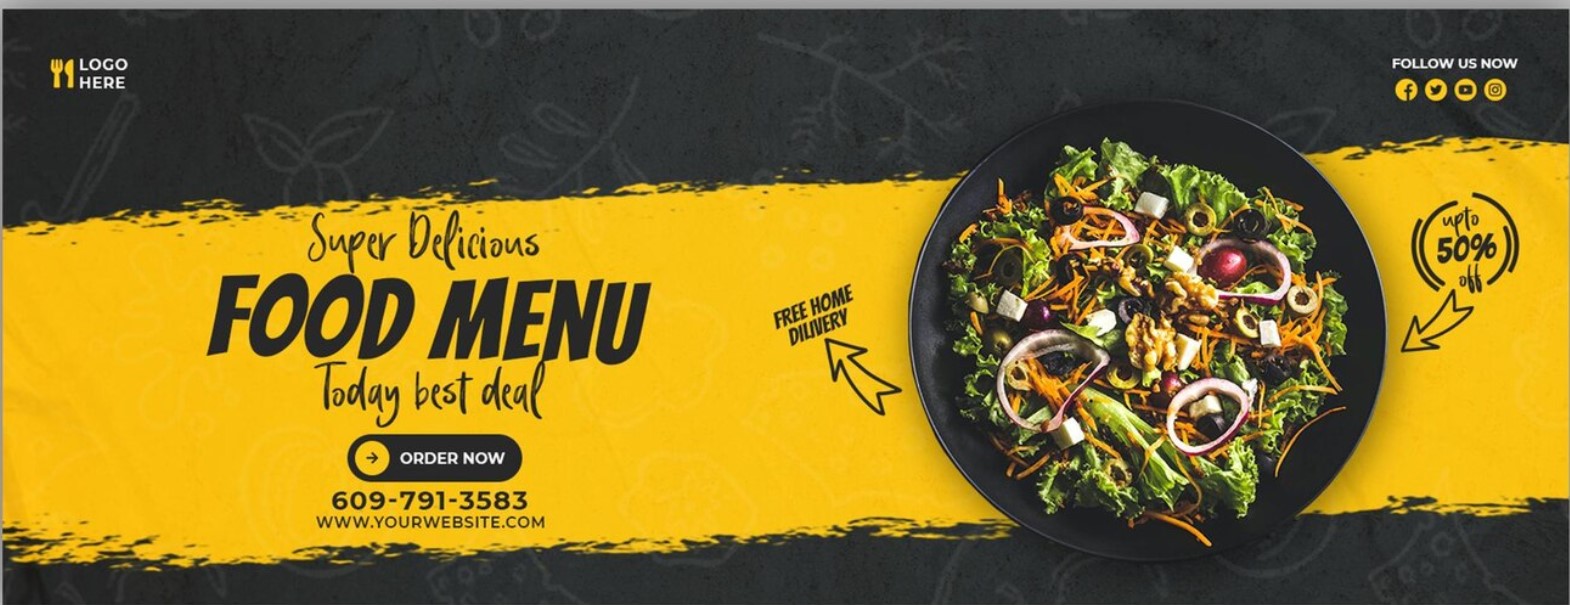 LOGO
HERE
FOLLOW US NOW
Super Delicious
FOOD MENU
Today best deal
ORDER NOW
609-791-3583
WWW.YOURWEBSITE.COM
FREE HOME
DILIVERY
upto
50%
off